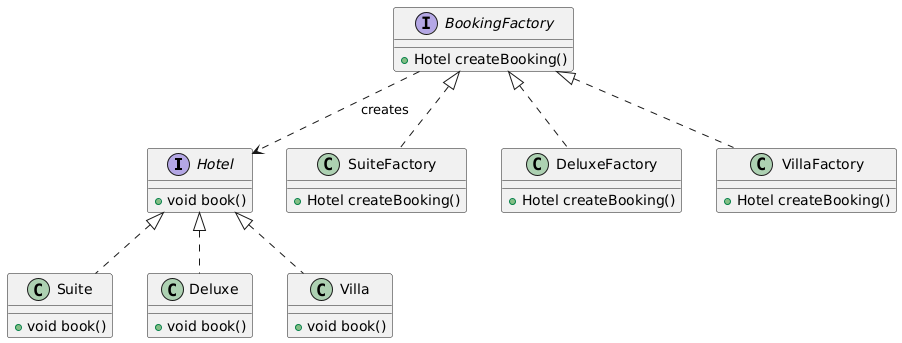 I BookingFactory
Hotel createBooking()
creates
I Hotel
void book()
C SuiteFactory
Hotel createBooking()
C DeluxeFactory
Hotel createBooking()
C VillaFactory
Hotel createBooking()
C Suite
void book()
C Deluxe
void book()
C Villa
void book()